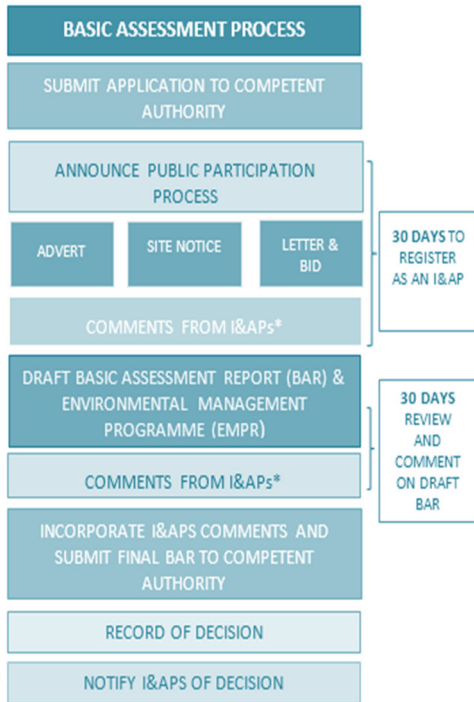 BASIC ASSESSMENT PROCESS
SUBMIT APPLICATION TO COMPETENT
AUTHORITY
ANNOUNCE PUBLIC PARTICIPATION
PROCESS
ADVERT
SITE NOTICE
LETTER &
BID
COMMENTS FROM I&APs*
30 DAYS TO
REGISTER
AS AN I&AP
DRAFT BASIC ASSESSMENT REPORT (BAR) &
ENVIRONMENTAL MANAGEMENT
PROGRAMME (EMPR)
COMMENTS FROM I&APs*
30 DAYS
REVIEW
AND
COMMENT
ON DRAFT
BAR
INCORPORATE I&APS COMMENTS AND
SUBMIT FINAL BAR TO COMPETENT
AUTHORITY
RECORD OF DECISION
NOTIFY I&APS OF DECISION